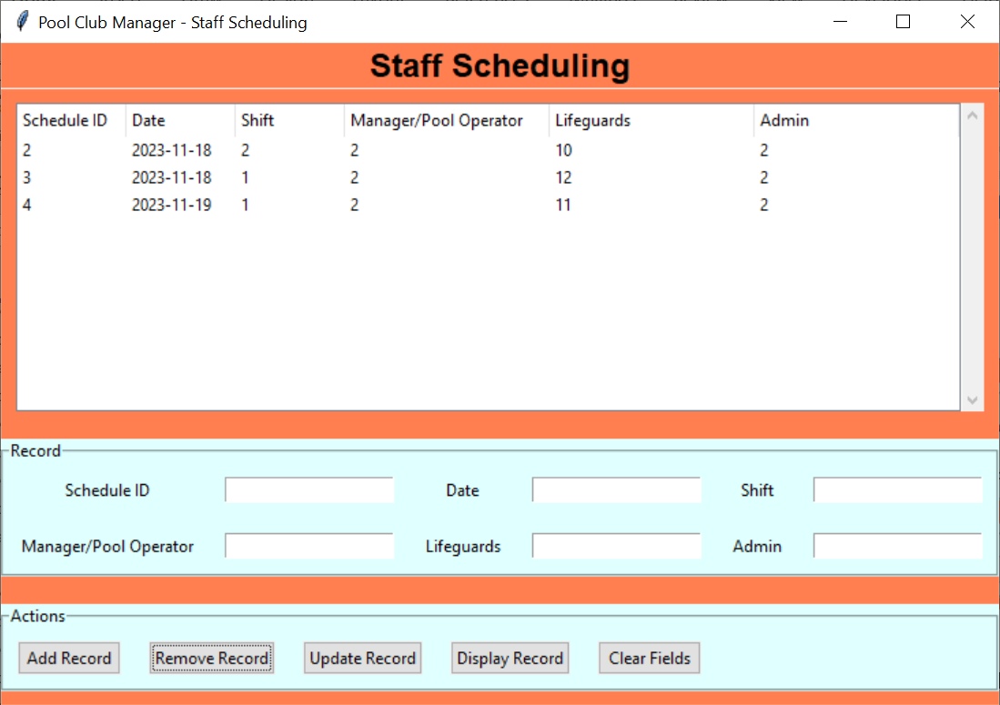 Pool Club Manager - Staff Scheduling
Staff Scheduling
Schedule ID Date Shift Manager/Pool Operator Lifeguards Admin
2 2023-11-18 2 2 10 2
3 2023-11-18 1 2 12 2
4 2023-11-19 1 2 11 2
Record
Schedule ID Date Shift
Manager/Pool Operator Lifeguards Admin
Actions
Add Record Remove Record Update Record Display Record Clear Fields